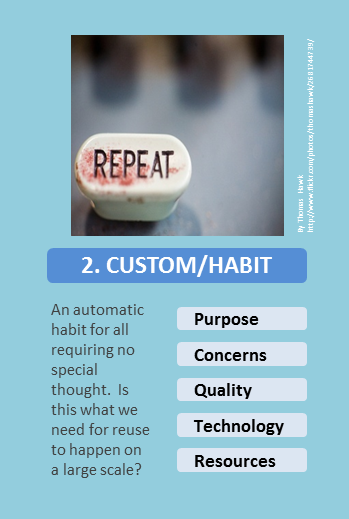 REPEAT
By Thomas Hawk
http://www.flickr.com/photos/thomashawk/2681744739/
2. CUSTOM/HABIT
An automatic
habit for all
requiring no
special
thought. Is
this what we
need for reuse
to happen on
a large scale?
Purpose
Concerns
Quality
Technology
Resources